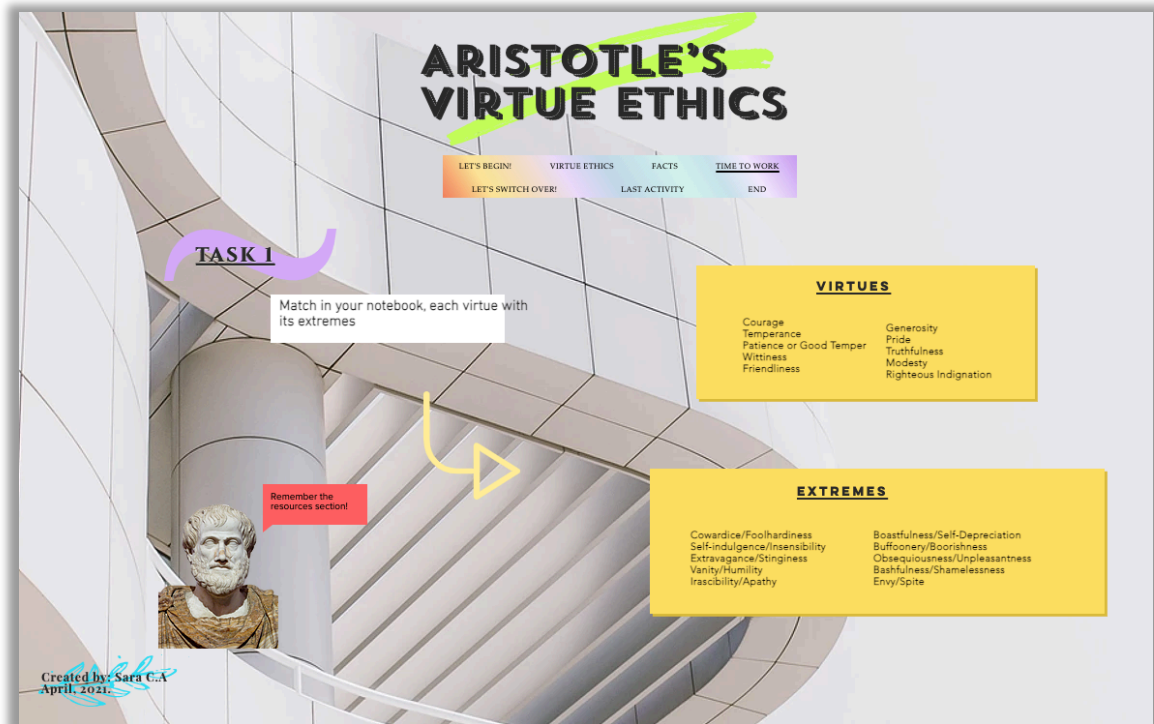 ARISTOTLE'S
VIRTUE ETHICS
LET'S BEGIN! VIRTUE ETHICS FACTS TIME TO WORK
LET'S SWITCH OVER! LAST ACTIVITY END
TASK 1
Match in your notebook, each virtue with
its extremes
VIRTUES
Courage
Temperance
Patience or Good Temper
Wittiness
Friendliness
Generosity
Pride
Truthfulness
Modesty
Righteous Indignation
EXTREMES
Cowardice/Foolhardiness
Self-indulgence/Insensibility
Extravagance/Stinginess
Vanity/Humility
Irascibility/Apathy
Boastfulness/Self-Depreciation
Buffoonery/Boorishness
Obsequiousness/Unpleasantness
Bashfulness/Shamelessness
Envy/Spite
Remember the
resources section!
Created by: Sara C.A
April, 2021.